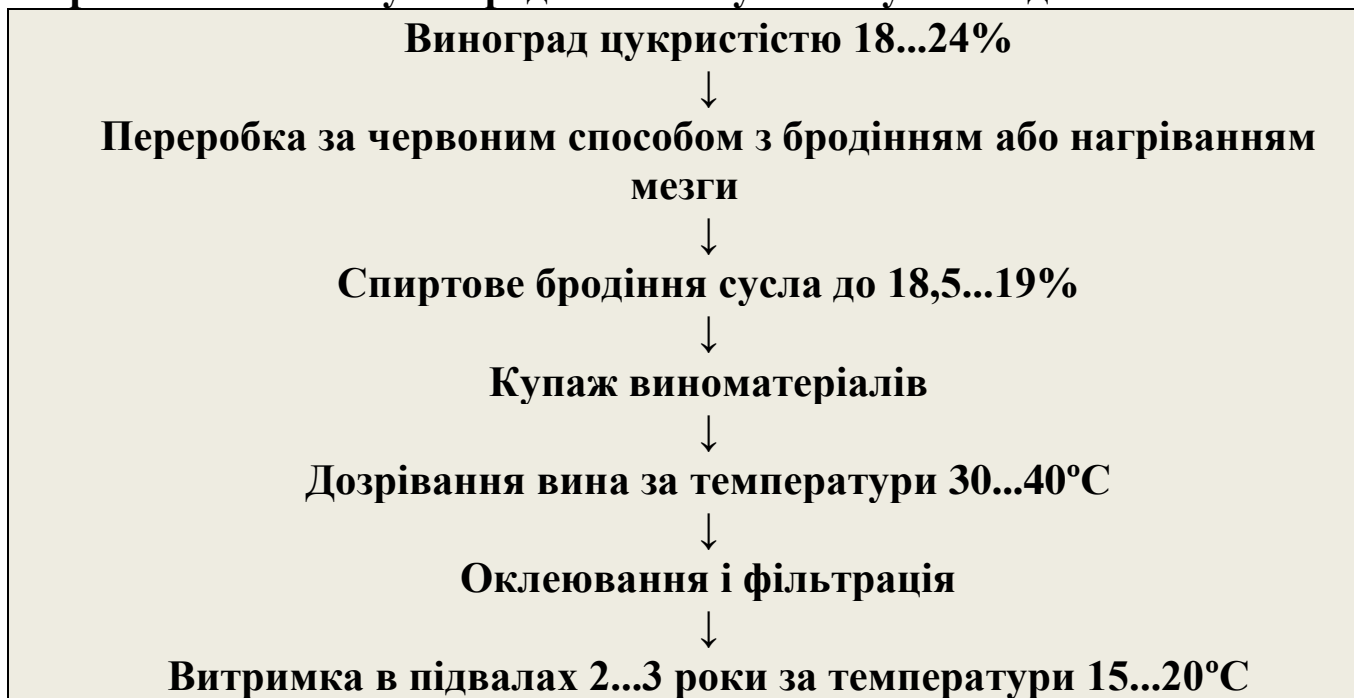 Виноград цукристістю 18...24%
↓
Переробка за червоним способом з бродінням або нагріванням
мезги
↓
Спиртове бродіння сусла до 18,5...19%
↓
Купаж виноматеріалів
↓
Дозрівання вина за температури 30...40ºС
↓
Оклеювання і фільтрація
↓
Витримка в підвалах 2...3 роки за температури 15...20ºС